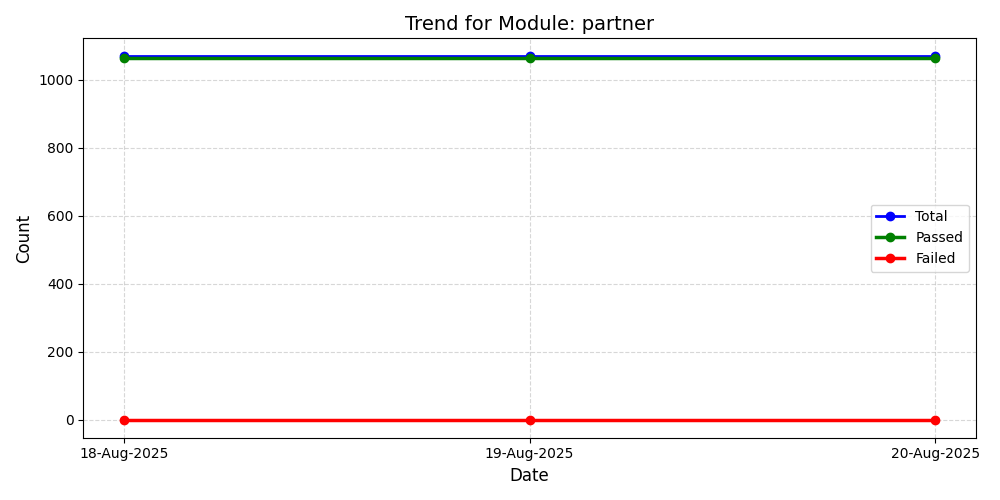 Trend for Module: partner
Count
1000
800
600
400
200
0
Total
Passed
Failed
18-Aug-2025
19-Aug-2025
20-Aug-2025
Date